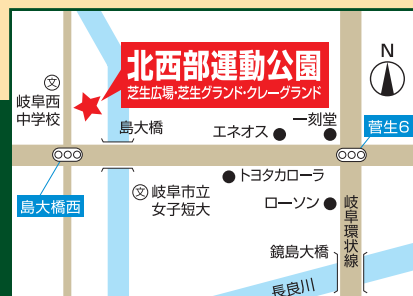 北西部運動公園
芝生広場・芝生グランド・クレーグランド
N
文
岐阜西
中学校
島大橋
エネオス
一刻堂
菅生6
島大橋西
文
岐阜市立
女子短大
トヨタカローラ
ローソン
岐阜環状線
鏡島大橋
長良川